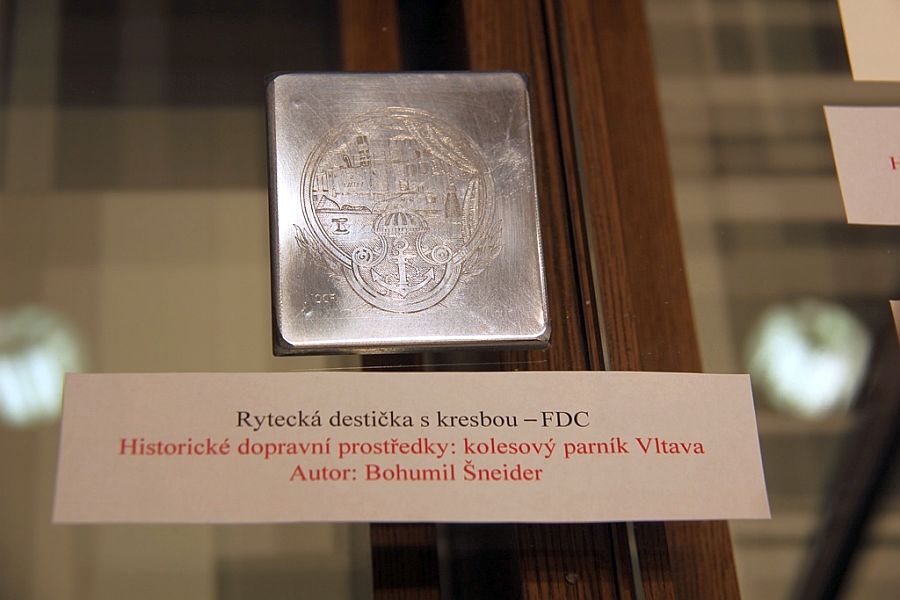 Rytecká destička s kresbou – FDC
Historické dopravní prostředky: kolesový parník Vltava
Autor: Bohumil Šneider
H